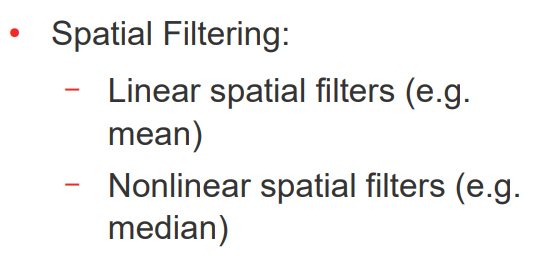 • Spatial Filtering:
– Linear spatial filters (e.g.
mean)
– Nonlinear spatial filters (e.g.
median)